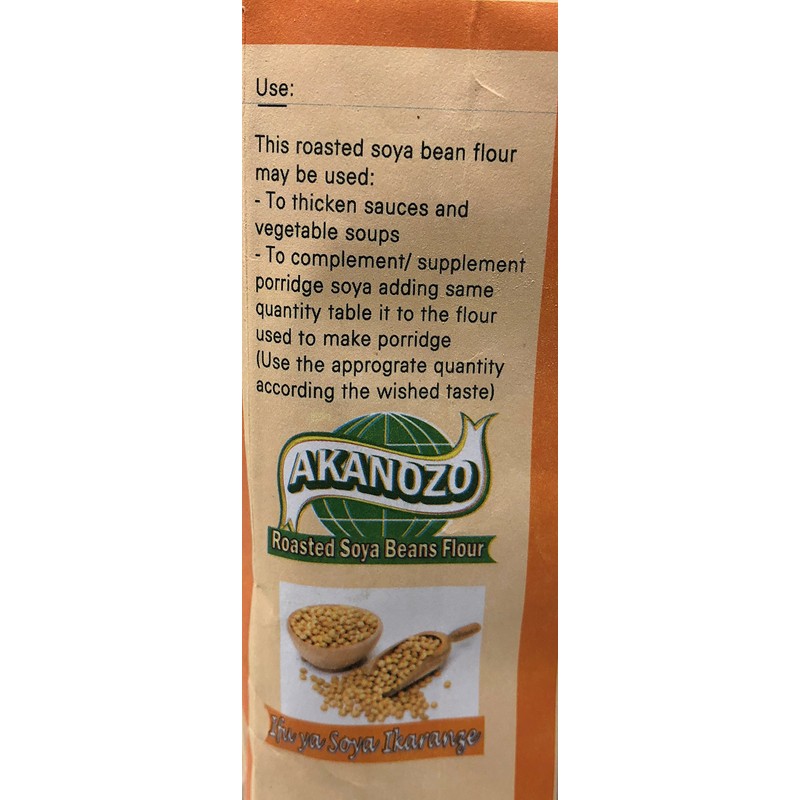 Use:
This roasted soya bean flour
may be used:
- To thicken sauces and
vegetable soups
- To complement/ supplement
porridge soya adding same
quantity table it to the flour
used to make porridge
(Use the apprograte quantity
according the wished taste)
AKANOZO
Roasted Soya Beans Flour
Ifu ya Soya Ikaranze